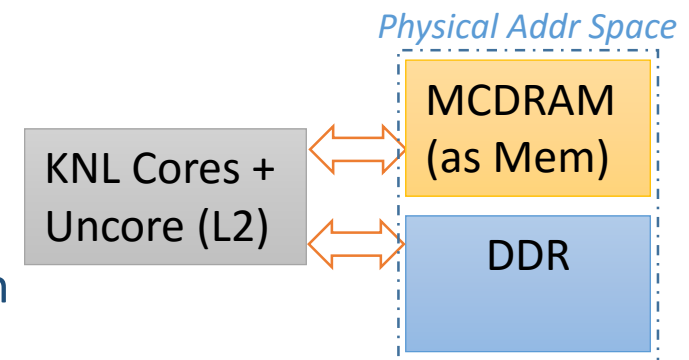 Physical Addr Space
MCDRAM
(as Mem)
KNL Cores +
Uncore (L2)
DDR